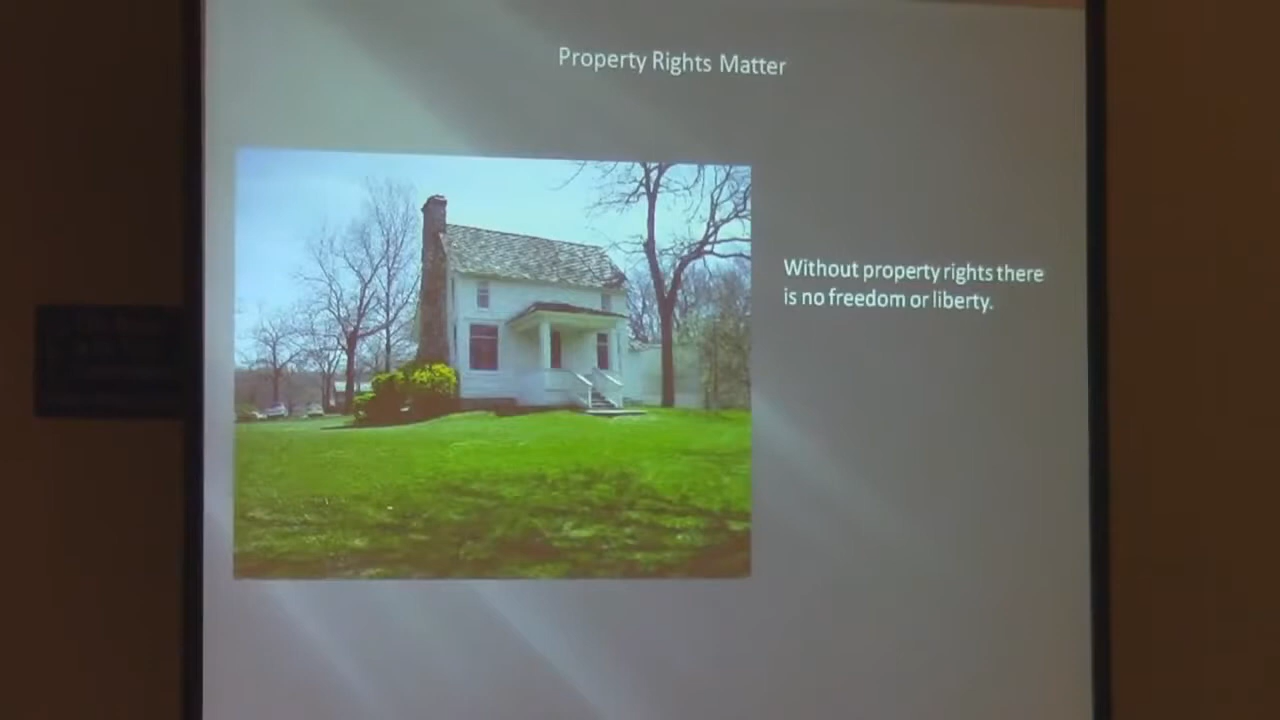 Property Rights Matter
Without property rights there
is no freedom or liberty.